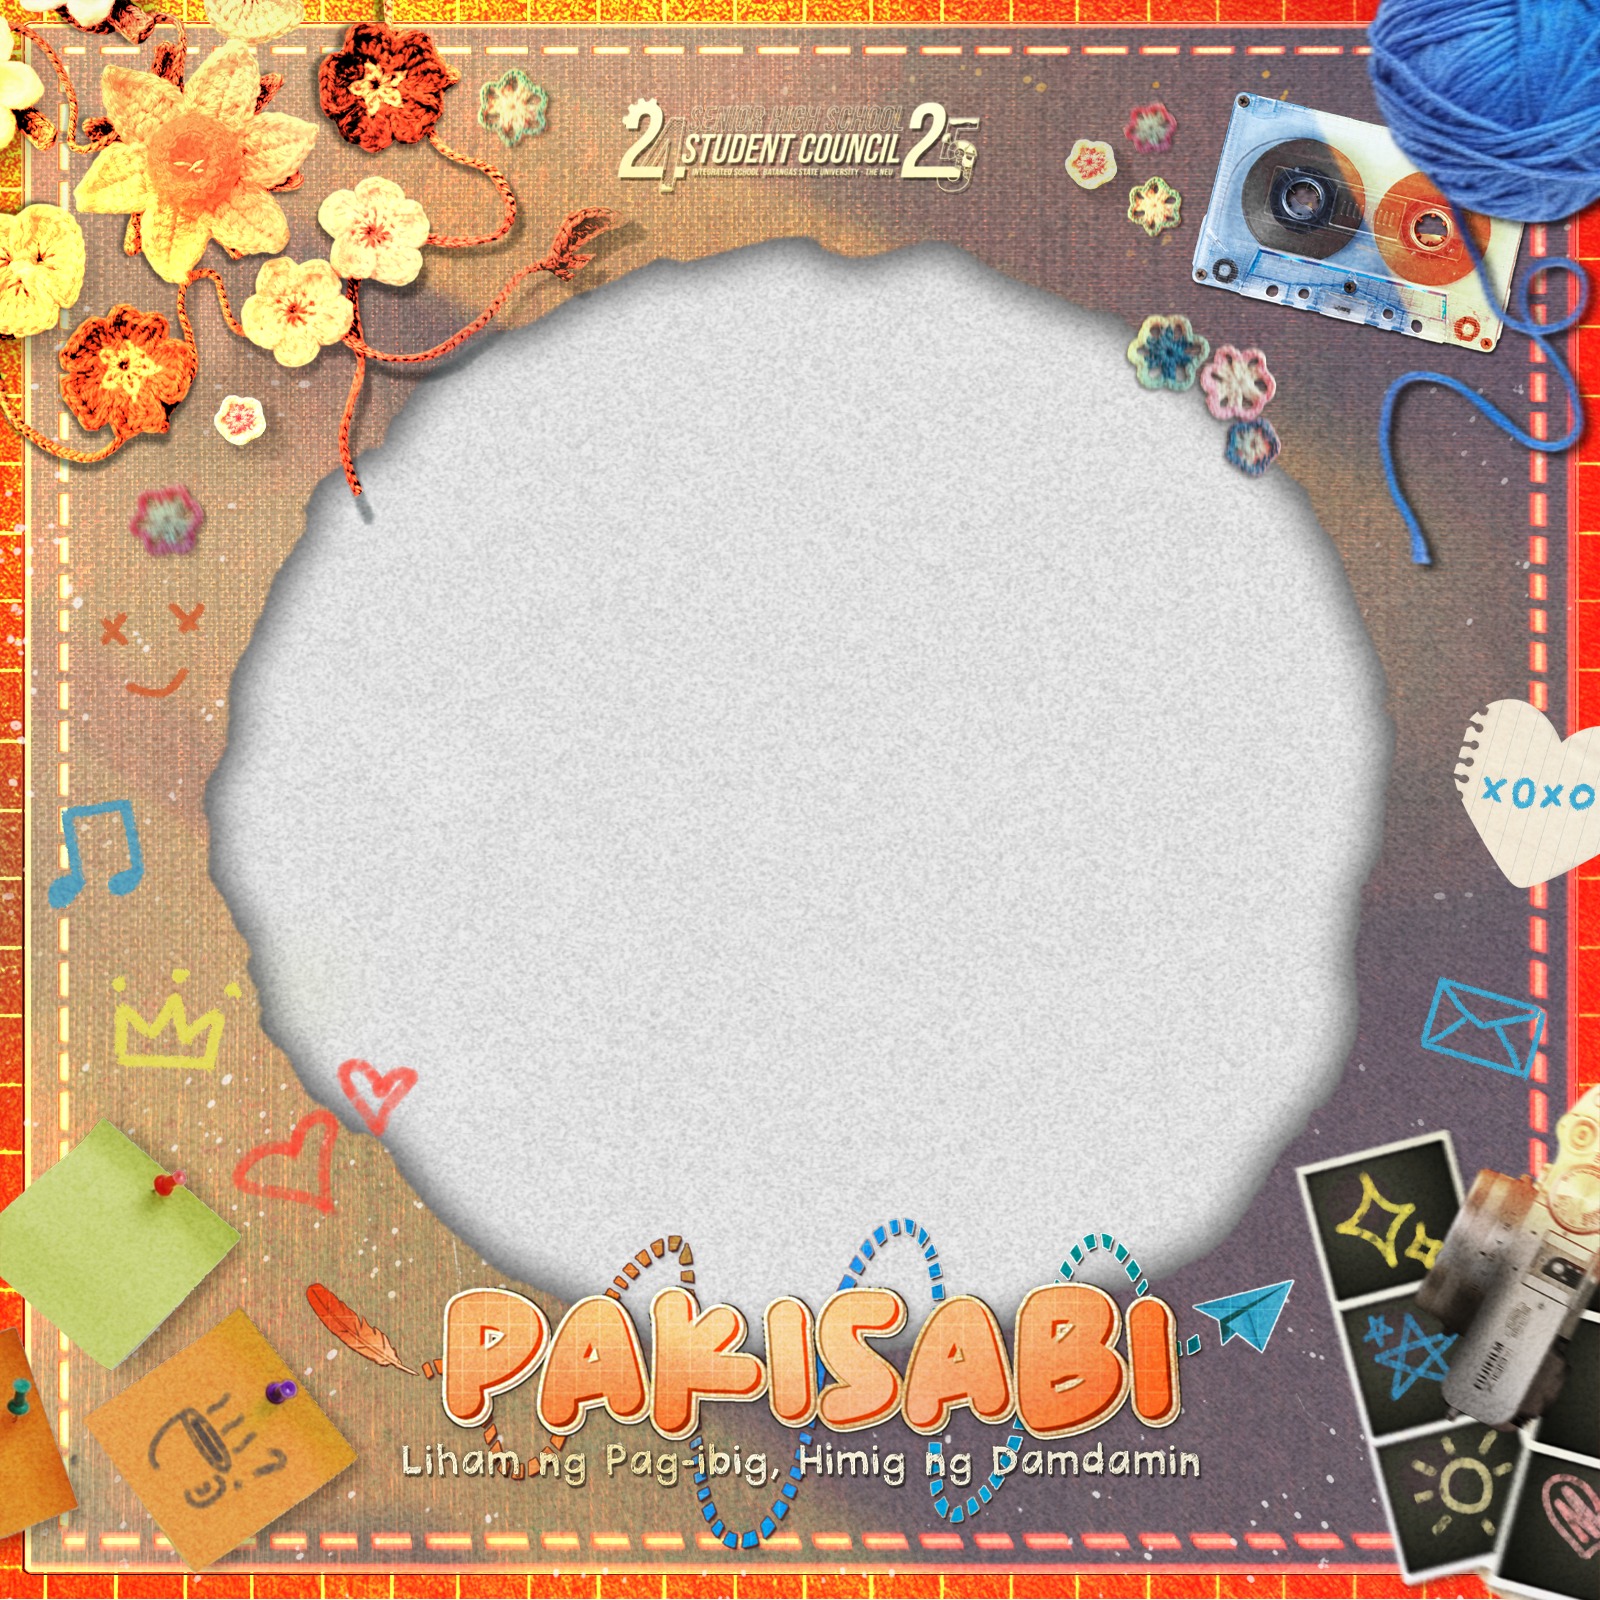 SENIOR HIGH SCHOOL
24 STUDENT COUNCIL 25
INTEGRATED SCHOOL BATANGAS STATE UNIVERSITY - THE NEU
xoxo
FUJIFILM
PAKISABI
Liham ng Pag-ibig, Himig ng Damdamin